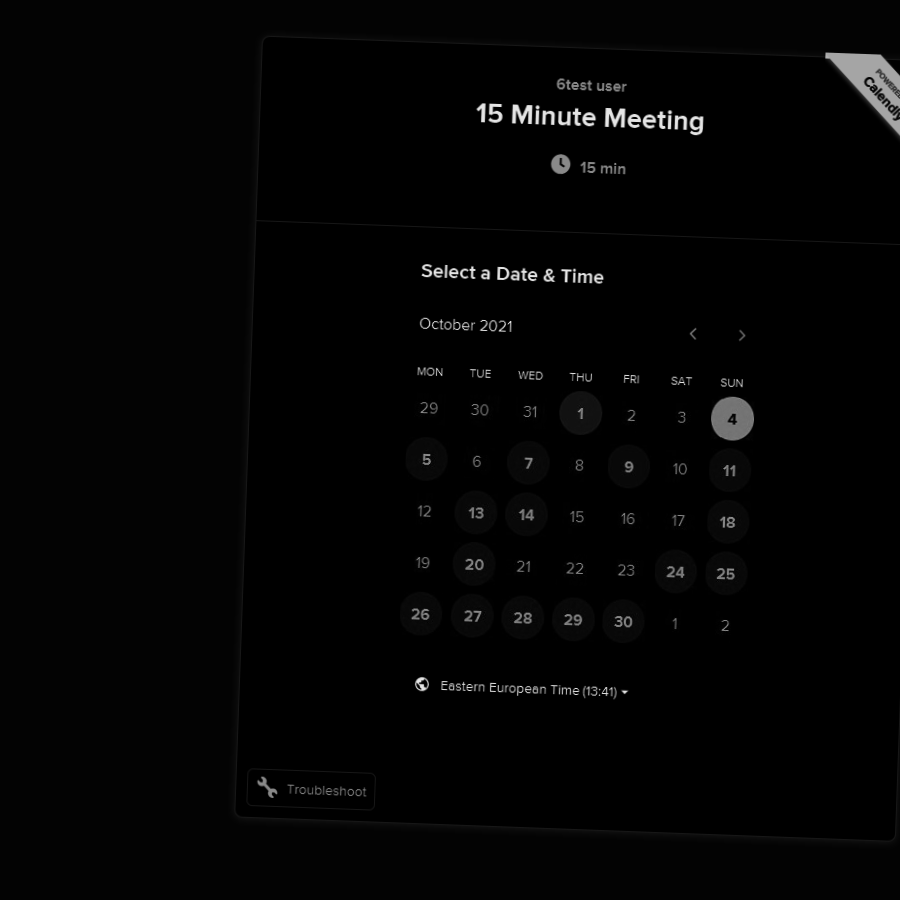 6test user
15 Minute Meeting
15 min
POWERED
Calendly
Select a Date & Time
October 2021
MON TUE WED THU FRI SAT SUN
29 30 31 1 2 3 4
5 6 7 8 9 10 11
12 13 14 15 16 17 18
19 20 21 22 23 24 25
26 27 28 29 30 1 2
Eastern European Time (13:41)
Troubleshoot